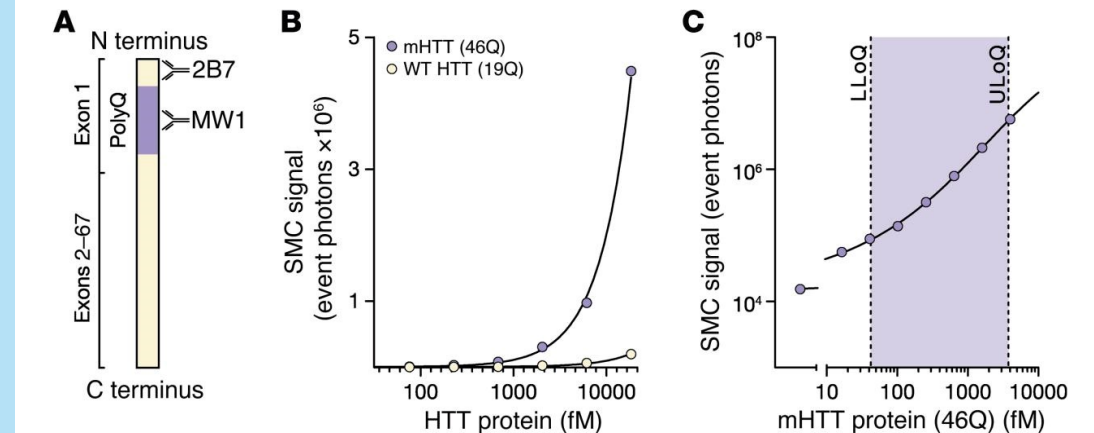 A
N terminus
2B7
MW1
Exon 1
PolyQ
Exons 2–67
C terminus
B
mHTT (46Q)
WT HTT (19Q)
SMC signal
(event photons ×10⁶)
5
3
1
100 1000 10000
HTT protein (fM)
C
LLoQ
ULoQ
SMC signal (event photons)
10⁸
10⁶
10⁴
10 100 1000 10000
mHTT protein (46Q) (fM)